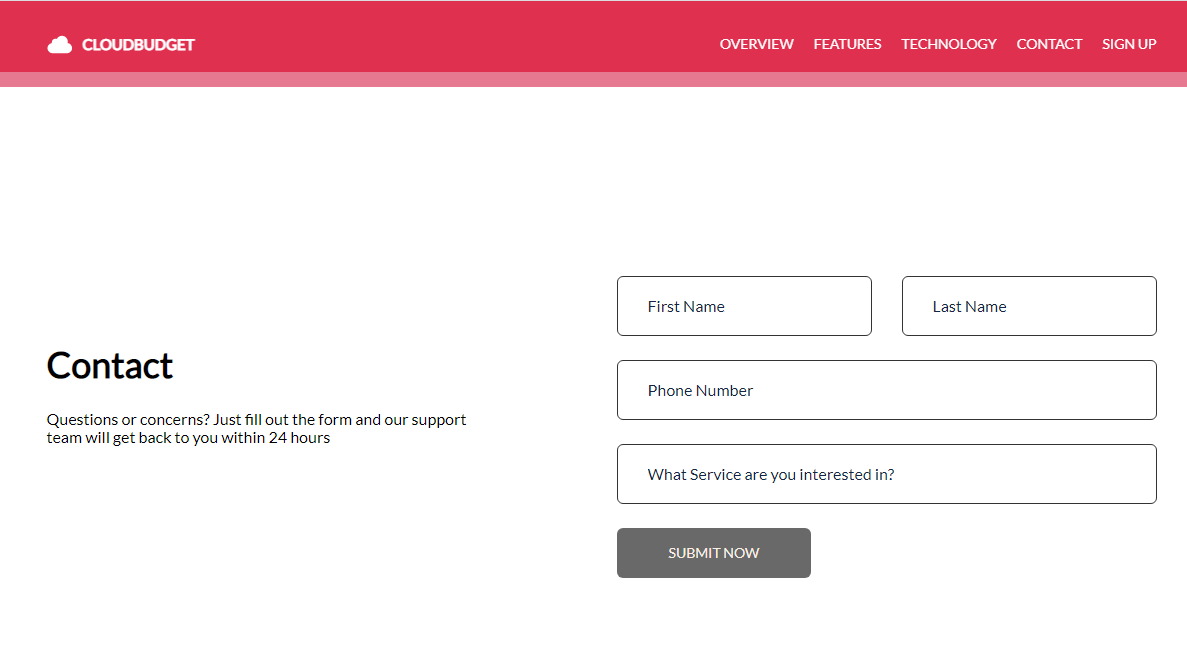 CLOUDBUDGET
OVERVIEW FEATURES TECHNOLOGY CONTACT SIGN UP
Contact
Questions or concerns? Just fill out the form and our support
team will get back to you within 24 hours
First Name
Last Name
Phone Number
What Service are you interested in?
SUBMIT NOW